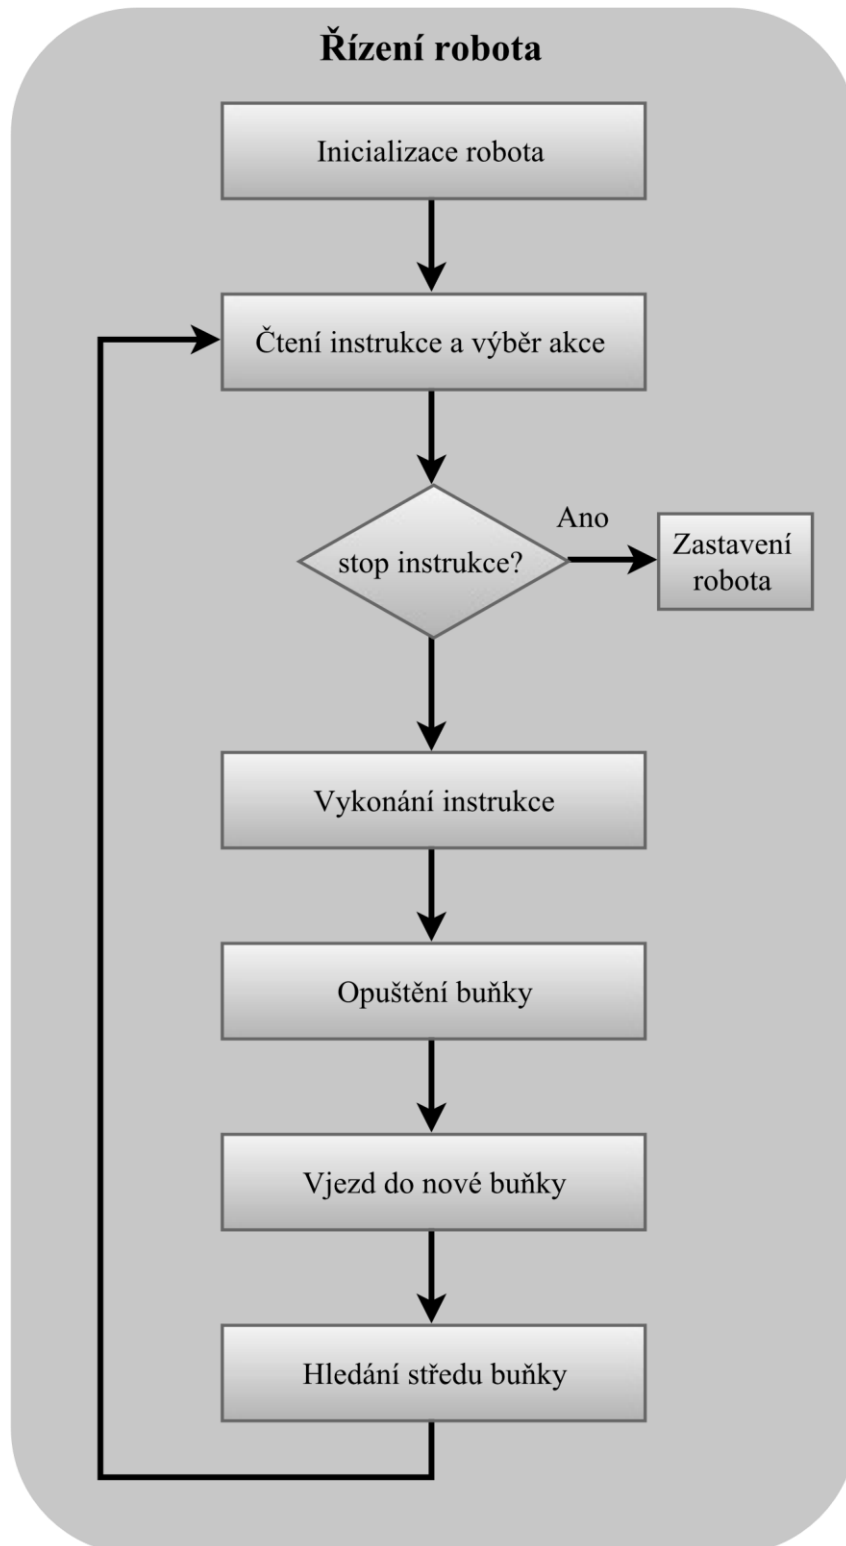 Řízení robota
Inicializace robota
Čtení instrukce a výběr akce
stop instrukce?
Ano
Zastavení
robota
Vykonání instrukce
Opuštění buňky
Vjezd do nové buňky
Hledání středu buňky